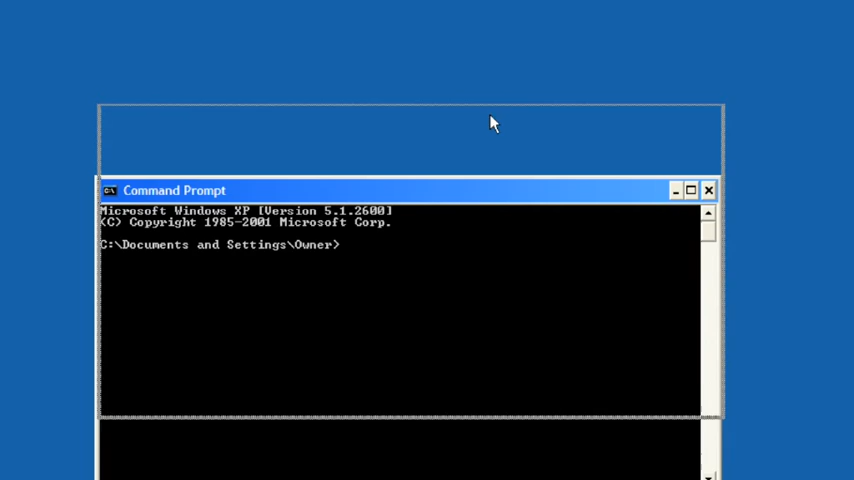 Command Prompt
Microsoft Windows XP [Version 5.1.2600]
(C) Copyright 1985-2001 Microsoft Corp.
C:\Documents and Settings\Owner>